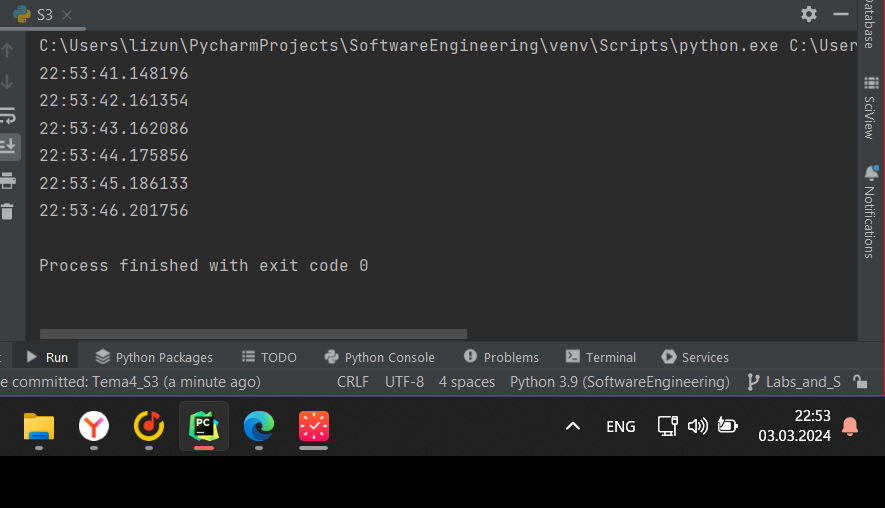 S3
C:\Users\lizun\PycharmProjects\SoftwareEngineering\venv\Scripts\python.exe C:\User
22:53:41.148196
22:53:42.161354
22:53:43.162086
22:53:44.175856
22:53:45.186133
22:53:46.201756
Process finished with exit code 0
Database
SciView
Notifications
Run
Python Packages
TODO
Python Console
Problems
Terminal
Services
e committed: Tema4_S3 (a minute ago)
CRLF
UTF-8
4 spaces
Python 3.9 (SoftwareEngineering)
Labs_and_S
PC
ENG
22:53
03.03.2024